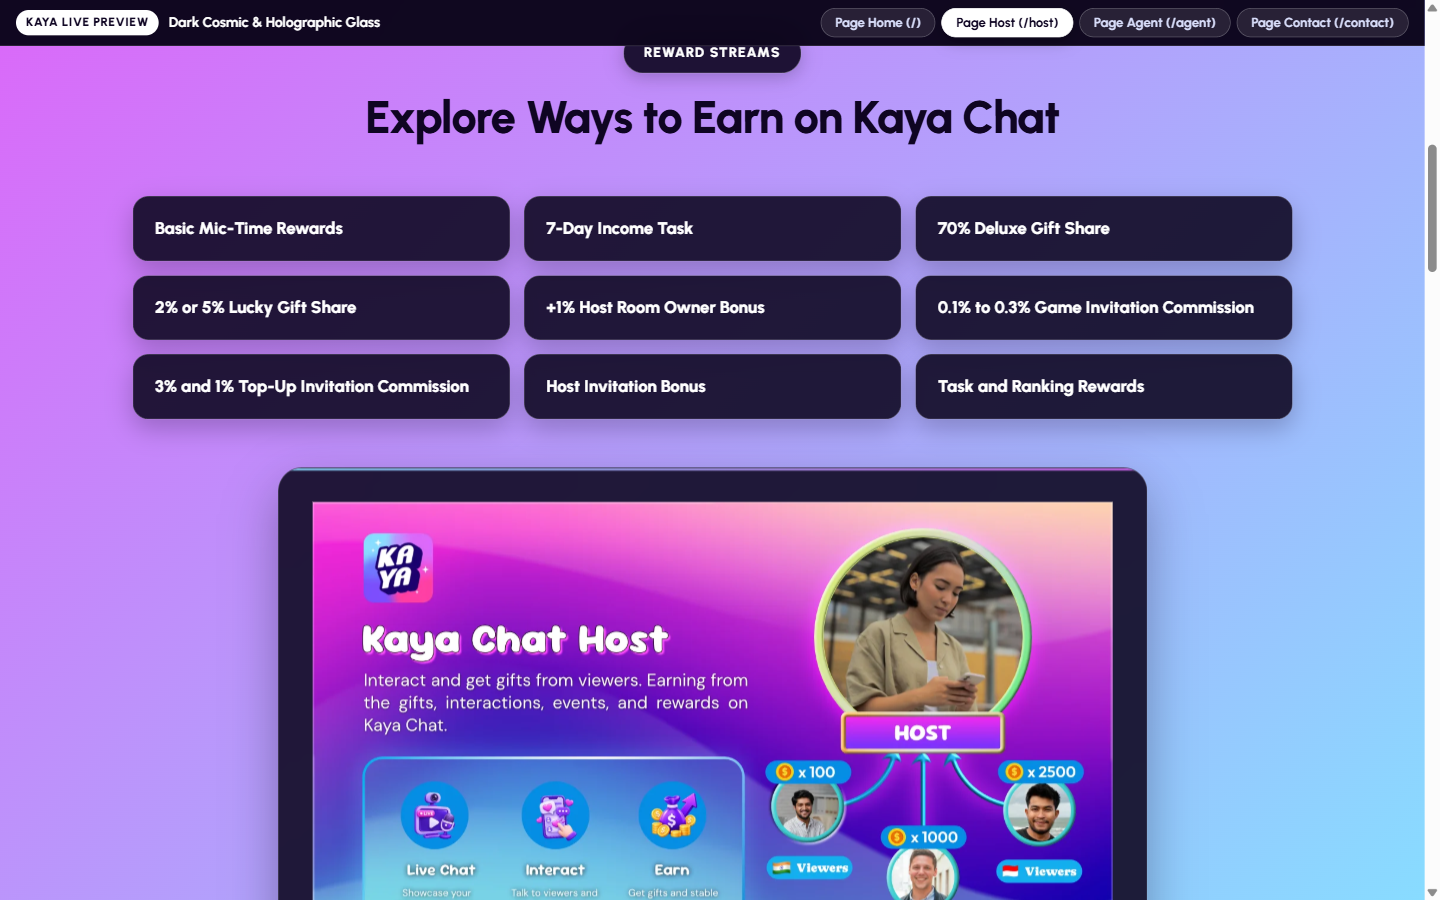 KAYA LIVE PREVIEW
Dark Cosmic & Holographic Glass
Page Home (/)
Page Host (/host)
Page Agent (/agent)
Page Contact (/contact)
REWARD STREAMS
Explore Ways to Earn on Kaya Chat
Basic Mic-Time Rewards
7-Day Income Task
70% Deluxe Gift Share
2% or 5% Lucky Gift Share
+1% Host Room Owner Bonus
0.1% to 0.3% Game Invitation Commission
3% and 1% Top-Up Invitation Commission
Host Invitation Bonus
Task and Ranking Rewards
KA
YA
Kaya Chat Host
Interact and get gifts from viewers. Earning from
the gifts, interactions, events, and rewards on
Kaya Chat.
HOST
x 100
x 2500
x 1000
LIVE
Live Chat
Interact
Earn
Viewers
Viewers
Showcase your
Talk to viewers and
Get gifts and stable